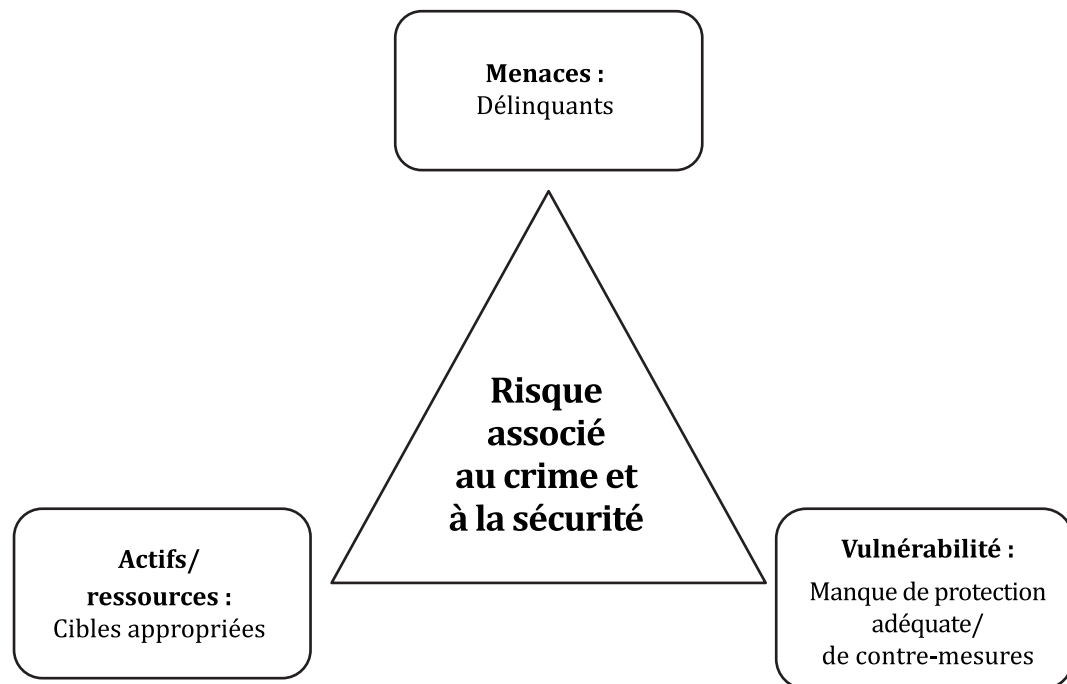 Menaces :
Délinquants
Risque
associé
au crime et
à la sécurité
Actifs/
ressources :
Cibles appropriées
Vulnérabilité :
Manque de protection
adéquate/
de contre-mesures